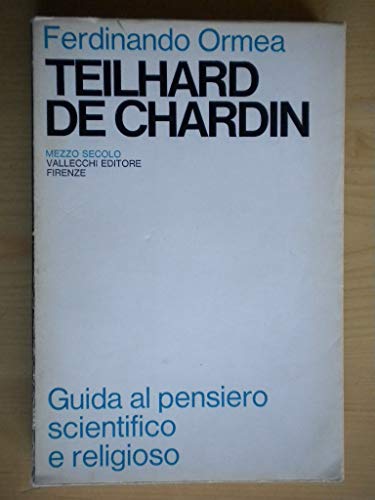 Ferdinando Ormea
TEILHARD
DE CHARDIN
MEZZO SECOLO
VALLECCHI EDITORE
FIRENZE
Guida al pensiero
scientifico
e religioso